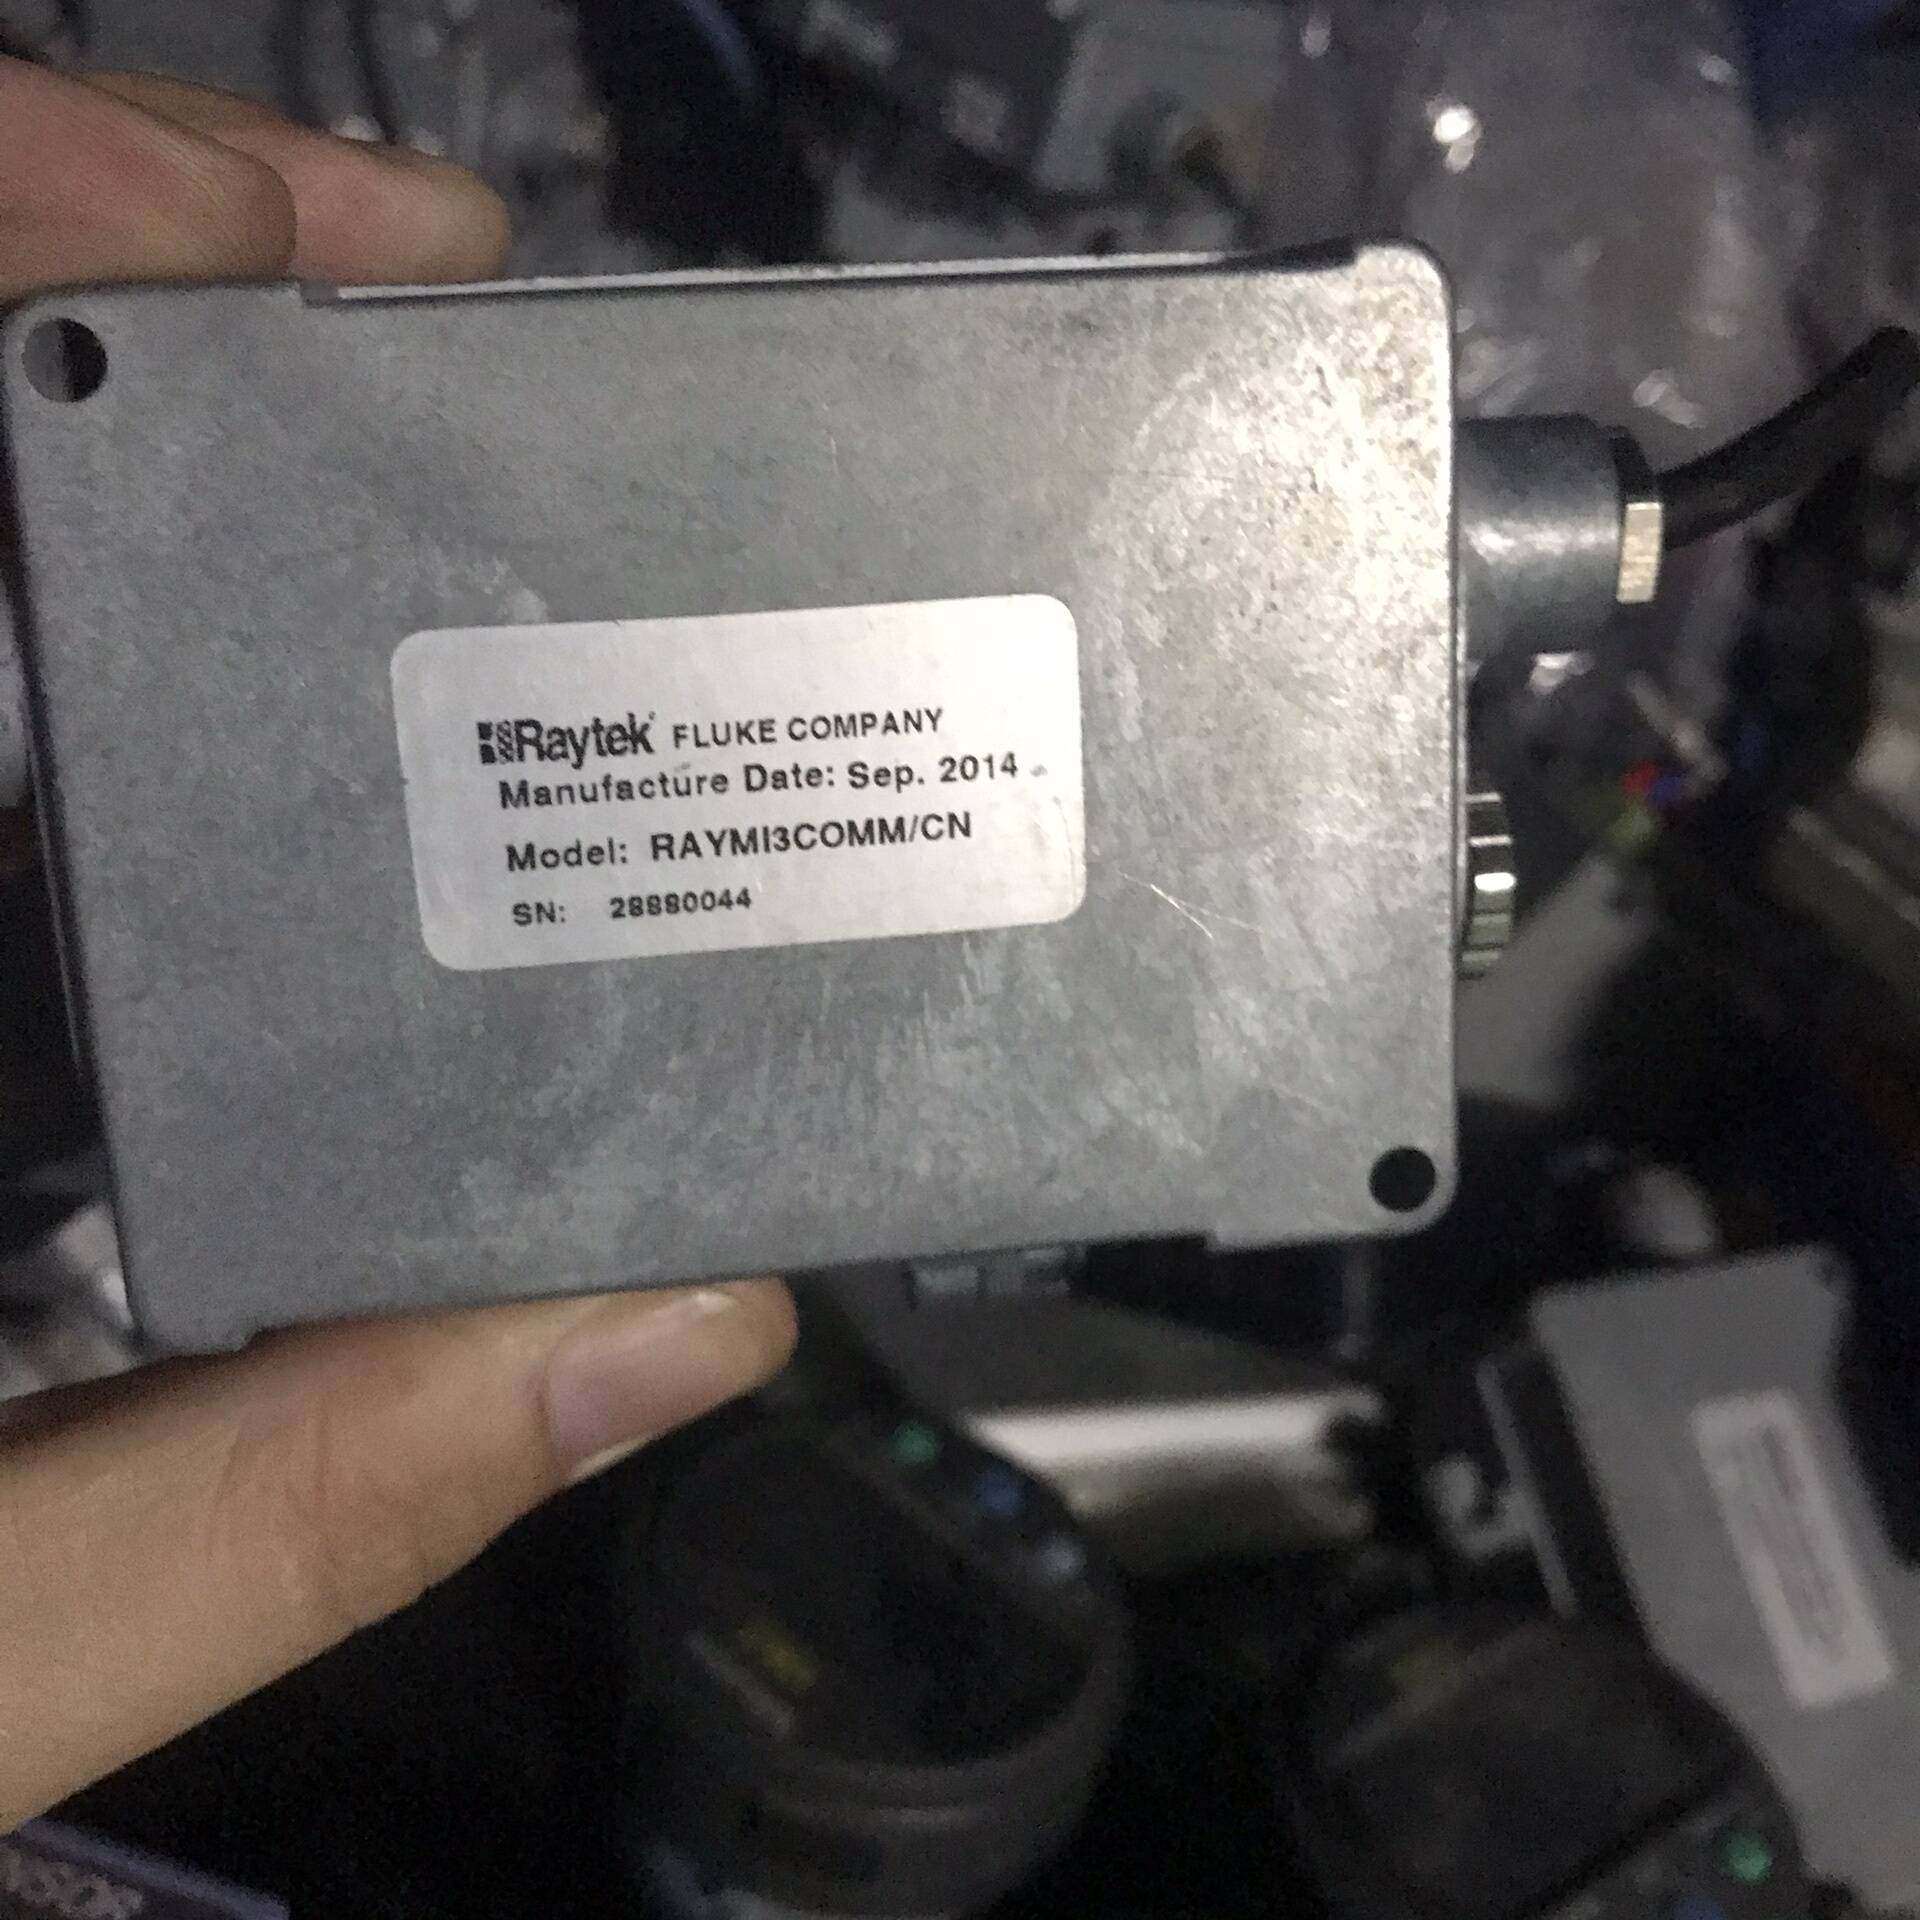 Raytek FLUKE COMPANY
Manufacture Date: Sep. 2014
Model: RAYMI3COMM/CN
SN: 28880044